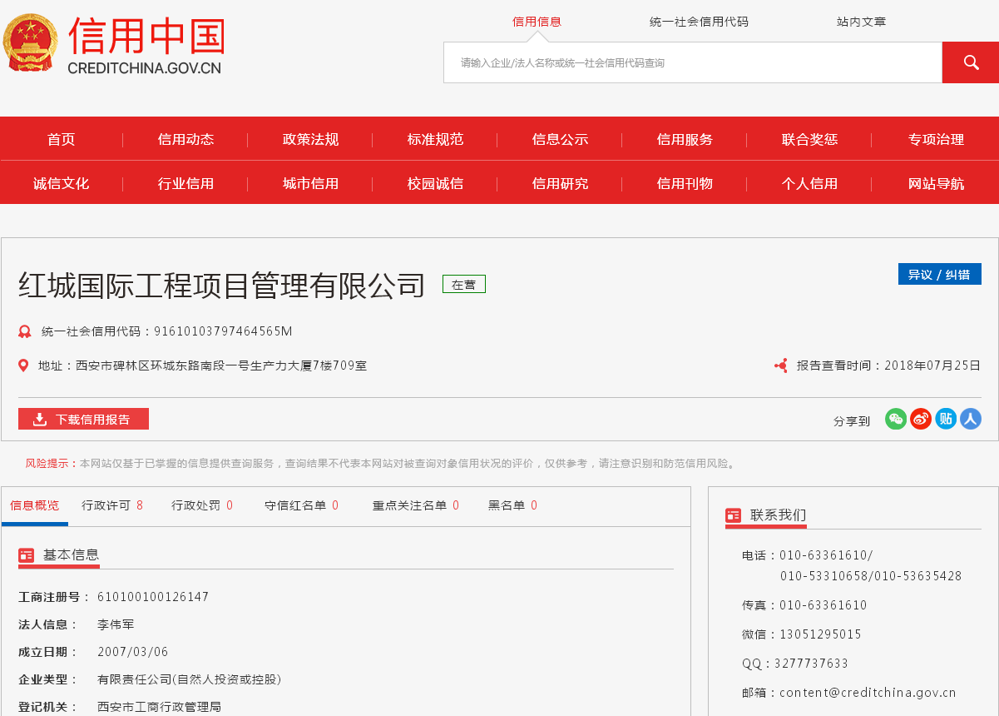 信用中国
CREDITCHINA.GOV.CN
信用信息 统一社会信用代码 站内文章
请输入企业/法人名称或统一社会信用代码查询
首页 信用动态 政策法规 标准规范 信息公示 信用服务 联合奖惩 专项治理
诚信文化 行业信用 城市信用 校园诚信 信用研究 信用刊物 个人信用 网站导航
红城国际工程项目管理有限公司 在营 异议 / 纠错
统一社会信用代码：91610103797464565M
地址：西安市碑林区环城东路南段一号生产力大厦7楼709室 报告查看时间：2018年07月25日
下载信用报告 分享到 贴 人
风险提示：本网站仅基于已掌握的信息提供查询服务，查询结果不代表本网站对被查询对象信用状况的评价，仅供参考，请注意识别和防范信用风险。
信息概览 行政许可 8 行政处罚 0 守信红名单 0 重点关注名单 0 黑名单 0
基本信息
工商注册号： 610100100126147
法人信息： 李伟军
成立日期： 2007/03/06
企业类型： 有限责任公司(自然人投资或控股)
登记机关： 西安市工商行政管理局
联系我们
电话：010-63361610/
010-53310658/010-53635428
传真：010-63361610
微信：13051295015
QQ：3277737633
邮箱：content@creditchina.gov.cn